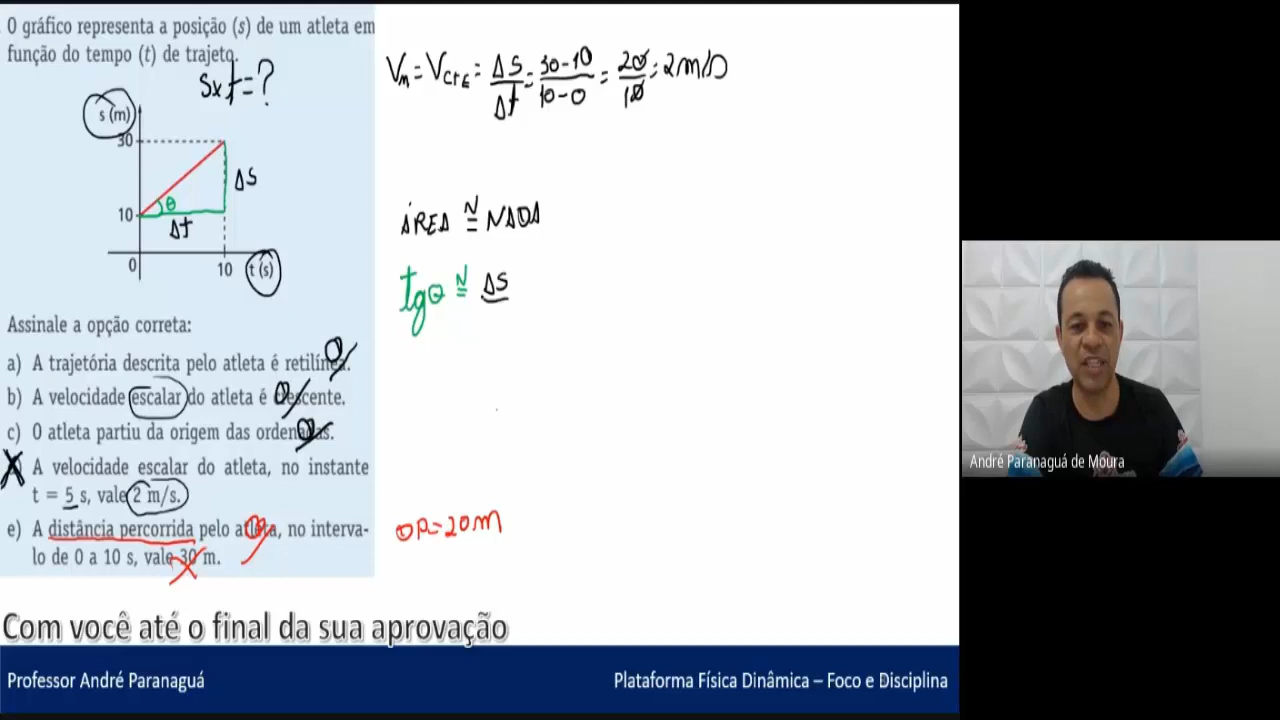 O gráfico representa a posição (s) de um atleta em
função do tempo (t) de trajeto.
Sxt=?
s (m)
30
ΔS
θ
10
Δt
0
10
t (s)
Assinale a opção correta:
a) A trajetória descrita pelo atleta é retilínea.
b) A velocidade escalar do atleta é crescente.
c) O atleta partiu da origem das ordenadas.
A velocidade escalar do atleta, no instante
t = 5 s, vale 2 m/s.
e) A distância percorrida pelo atleta, no interva-
lo de 0 a 10 s, vale 30 m.
Vm = Vcte = ΔS/Δt = 30-10/10-0 = 20/10 = 2m/s
ÁREA N= NADA
tgθ N= ΔS
DP=20m
André Paranaguá de Moura
Com você até o final da sua aprovação
Professor André Paranaguá
Plataforma Física Dinâmica – Foco e Disciplina